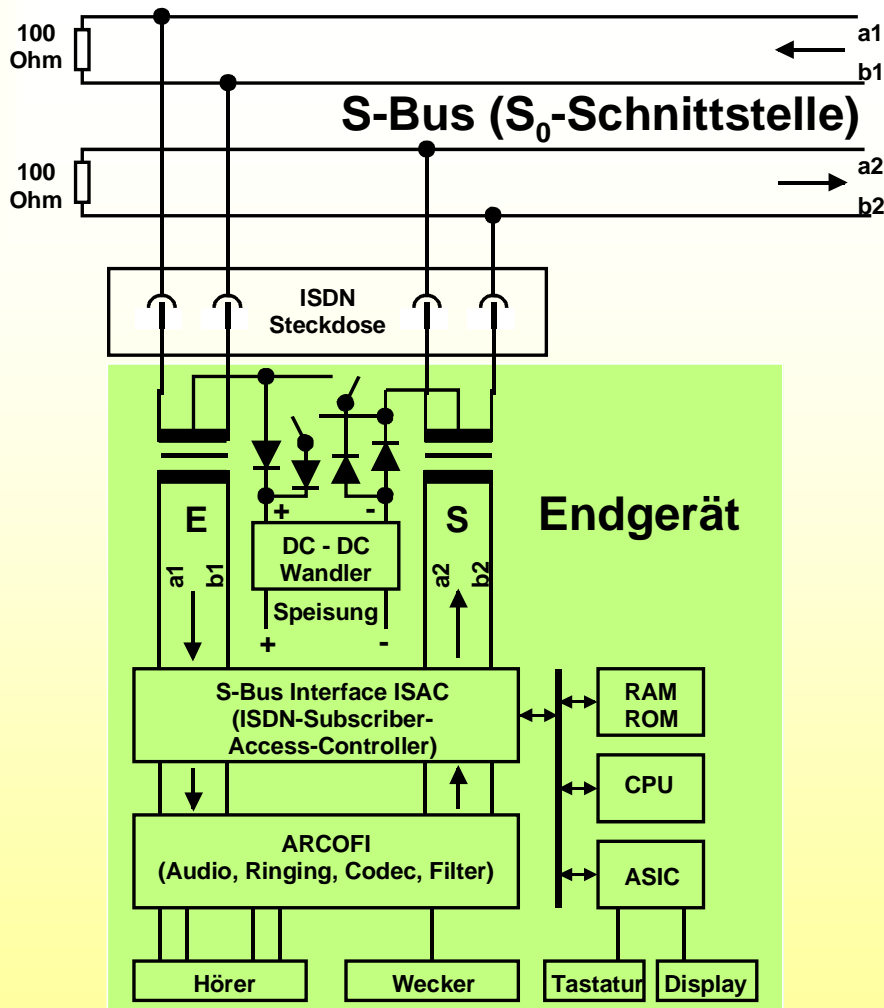 100
Ohm
a1
b1
S-Bus (S0-Schnittstelle)
100
Ohm
a2
b2
ISDN
Steckdose
+
-
E
S
Endgerät
DC - DC
Wandler
a1
b1
a2
b2
Speisung
+
-
S-Bus Interface ISAC
(ISDN-Subscriber-
Access-Controller)
RAM
ROM
CPU
ARCOFI
(Audio, Ringing, Codec, Filter)
ASIC
Hörer
Wecker
Tastatur
Display